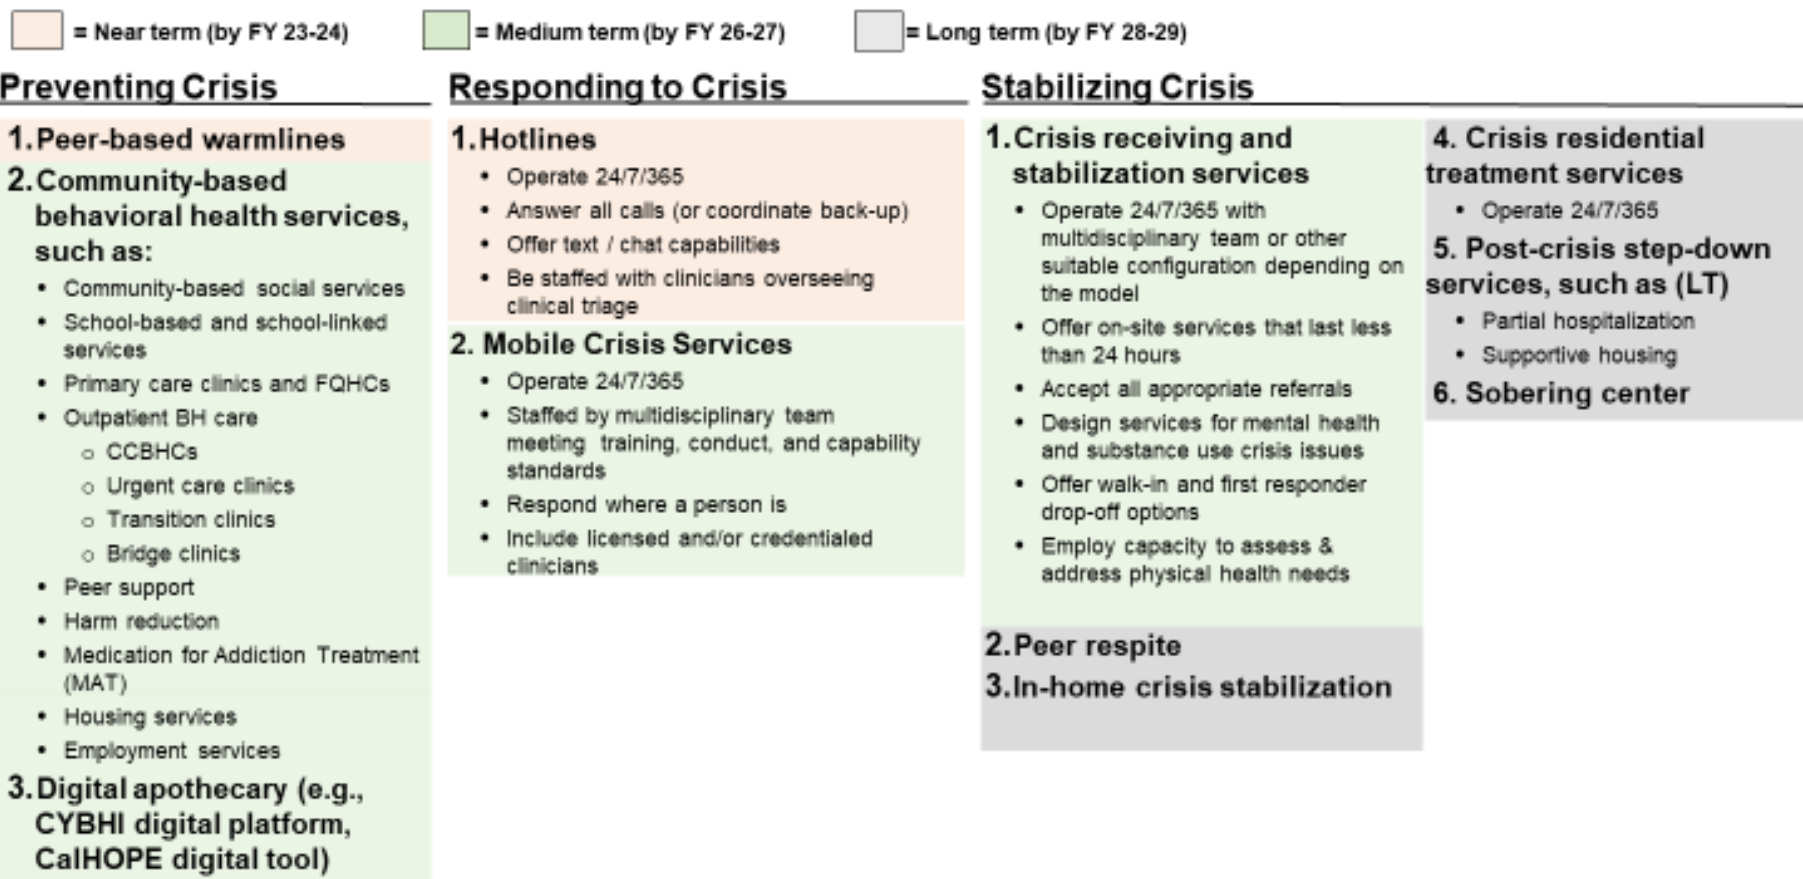 = Near term (by FY 23-24)
= Medium term (by FY 26-27)
= Long term (by FY 28-29)
Preventing Crisis
1. Peer-based warmlines
2. Community-based
behavioral health services,
such as:
• Community-based social services
• School-based and school-linked
services
• Primary care clinics and FQHCs
• Outpatient BH care
o CCBHCs
o Urgent care clinics
o Transition clinics
o Bridge clinics
• Peer support
• Harm reduction
• Medication for Addiction Treatment
(MAT)
• Housing services
• Employment services
3. Digital apothecary (e.g.,
CYBHI digital platform,
CalHOPE digital tool)
Responding to Crisis
1. Hotlines
• Operate 24/7/365
• Answer all calls (or coordinate back-up)
• Offer text / chat capabilities
• Be staffed with clinicians overseeing
clinical triage
2. Mobile Crisis Services
• Operate 24/7/365
• Staffed by multidisciplinary team
meeting training, conduct, and capability
standards
• Respond where a person is
• Include licensed and/or credentialed
clinicians
Stabilizing Crisis
1. Crisis receiving and
stabilization services
• Operate 24/7/365 with
multidisciplinary team or other
suitable configuration depending on
the model
• Offer on-site services that last less
than 24 hours
• Accept all appropriate referrals
• Design services for mental health
and substance use crisis issues
• Offer walk-in and first responder
drop-off options
• Employ capacity to assess &
address physical health needs
2. Peer respite
3. In-home crisis stabilization
4. Crisis residential
treatment services
• Operate 24/7/365
5. Post-crisis step-down
services, such as (LT)
• Partial hospitalization
• Supportive housing
6. Sobering center